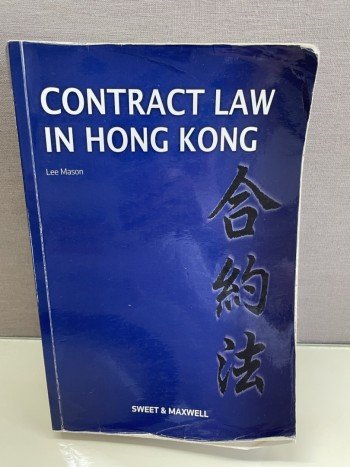 CONTRACT LAW
IN HONG KONG
Lee Mason
合約法
SWEET & MAXWELL